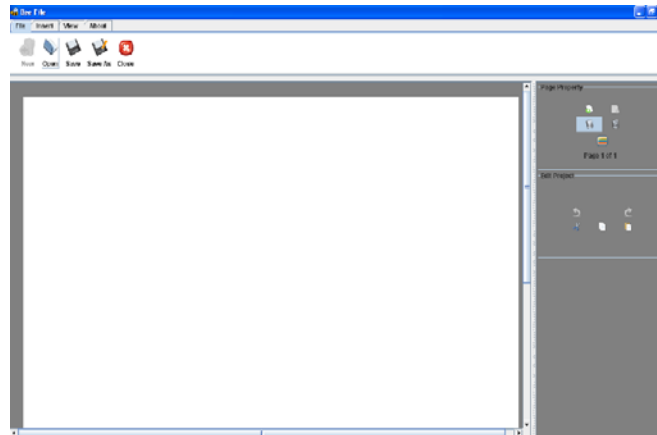 File Insert View About
New Open Save Save As Close
Page Property
Page 1 of 1
Edit Project